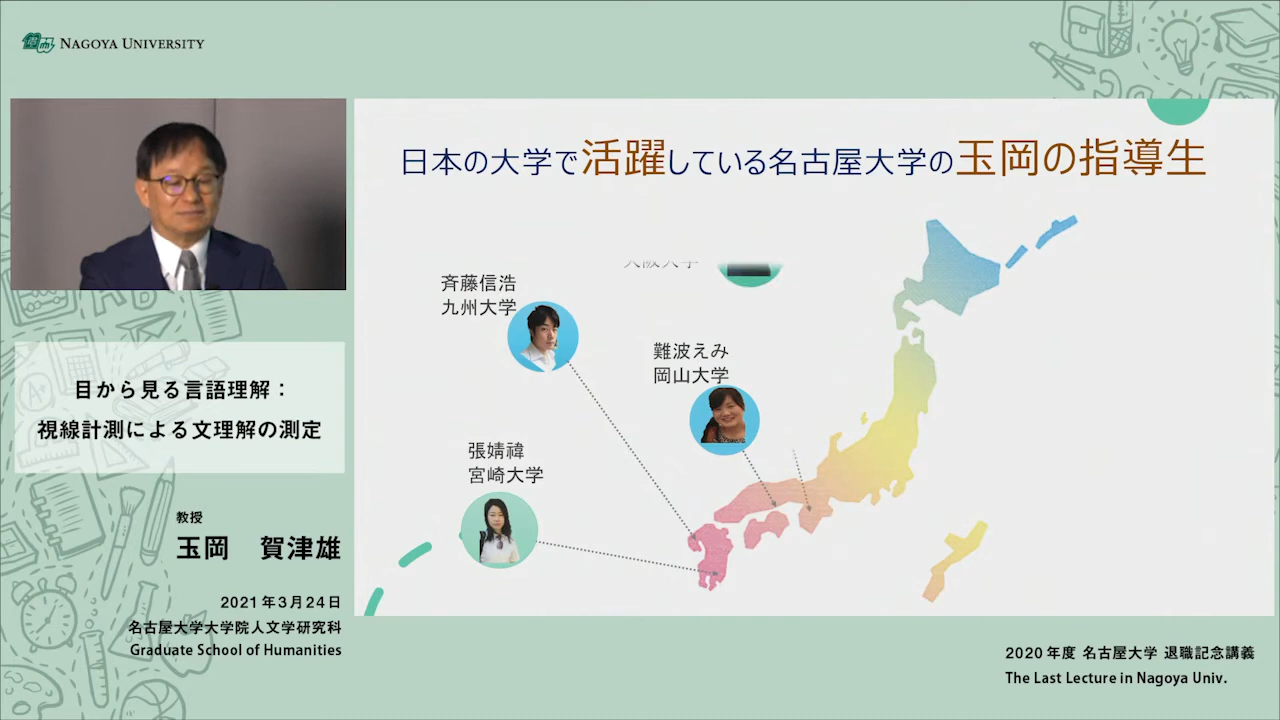 NAGOYA UNIVERSITY
日本の大学で活躍している名古屋大学の玉岡の指導生
斉藤信浩
九州大学
難波えみ
岡山大学
張婧禕
宮崎大学
目から見る言語理解：
視線計測による文理解の測定
教授
玉岡 賀津雄
2021年3月24日
名古屋大学大学院人文学研究科
Graduate School of Humanities
2020年度 名古屋大学 退職記念講義
The Last Lecture in Nagoya Univ.